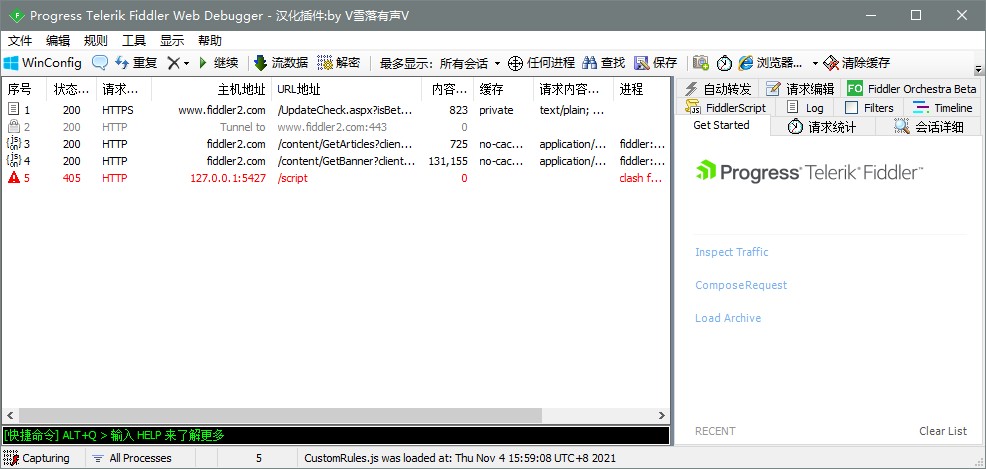 Progress Telerik Fiddler Web Debugger - 汉化插件:by V雪落有声V
文件 编辑 规则 工具 显示 帮助
WinConfig 重复 继续 流数据 解密 最多显示: 所有会话 任何进程 查找 保存 浏览器... 清除缓存
序号 状态... 请求... 主机地址 URL地址 内容... 缓存 请求内容... 进程
1 200 HTTPS www.fiddler2.com /UpdateCheck.aspx?isBet... 823 private text/plain; ...
2 200 HTTP Tunnel to www.fiddler2.com:443 0
3 200 HTTP fiddler2.com /content/GetArticles?clien... 725 no-cac... application/... fiddler:...
4 200 HTTP fiddler2.com /content/GetBanner?client... 131,155 no-cac... application/... fiddler:...
5 405 HTTP 127.0.0.1:5427 /script 0 clash f...
自动转发 请求编辑 FO Fiddler Orchestra Beta
FiddlerScript Log Filters Timeline
Get Started 请求统计 会话详细
Progress® Telerik® Fiddler™
Inspect Traffic
Compose Request
Load Archive
RECENT Clear List
[快捷命令] ALT+Q > 输入 HELP 来了解更多
Capturing All Processes 5 CustomRules.js was loaded at: Thu Nov 4 15:59:08 UTC+8 2021